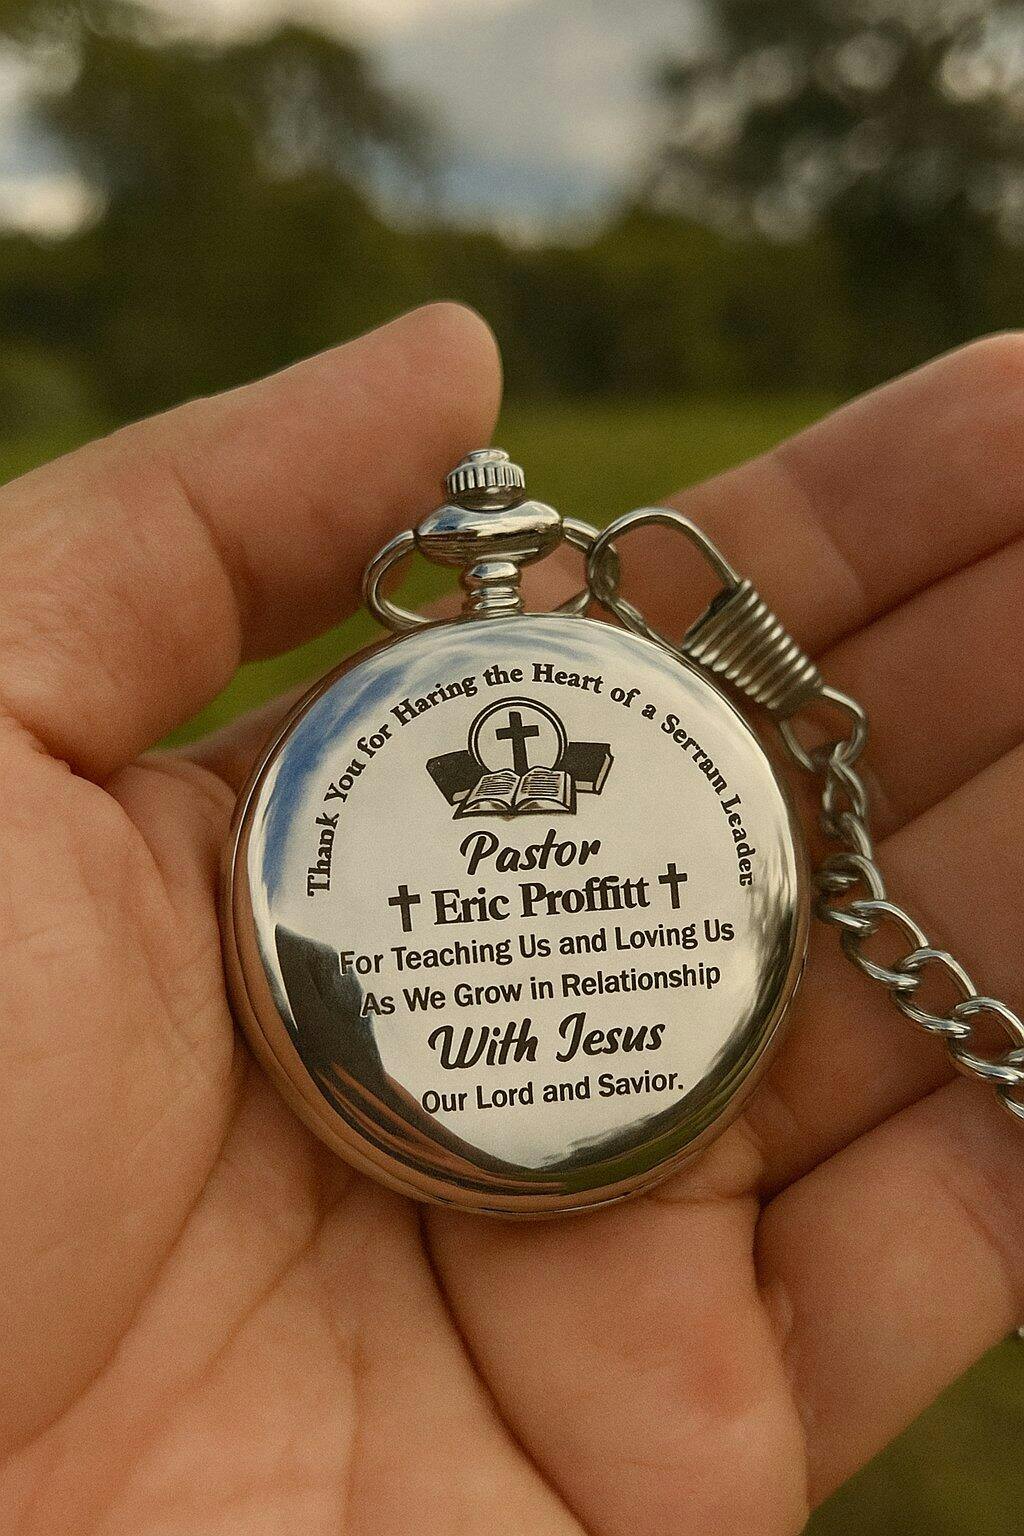 Thank You for Haring the Heart of a Serram Leader
Pastor
† Eric Proffitt †
For Teaching Us and Loving Us
As We Grow in Relationship
With Jesus
Our Lord and Savior.